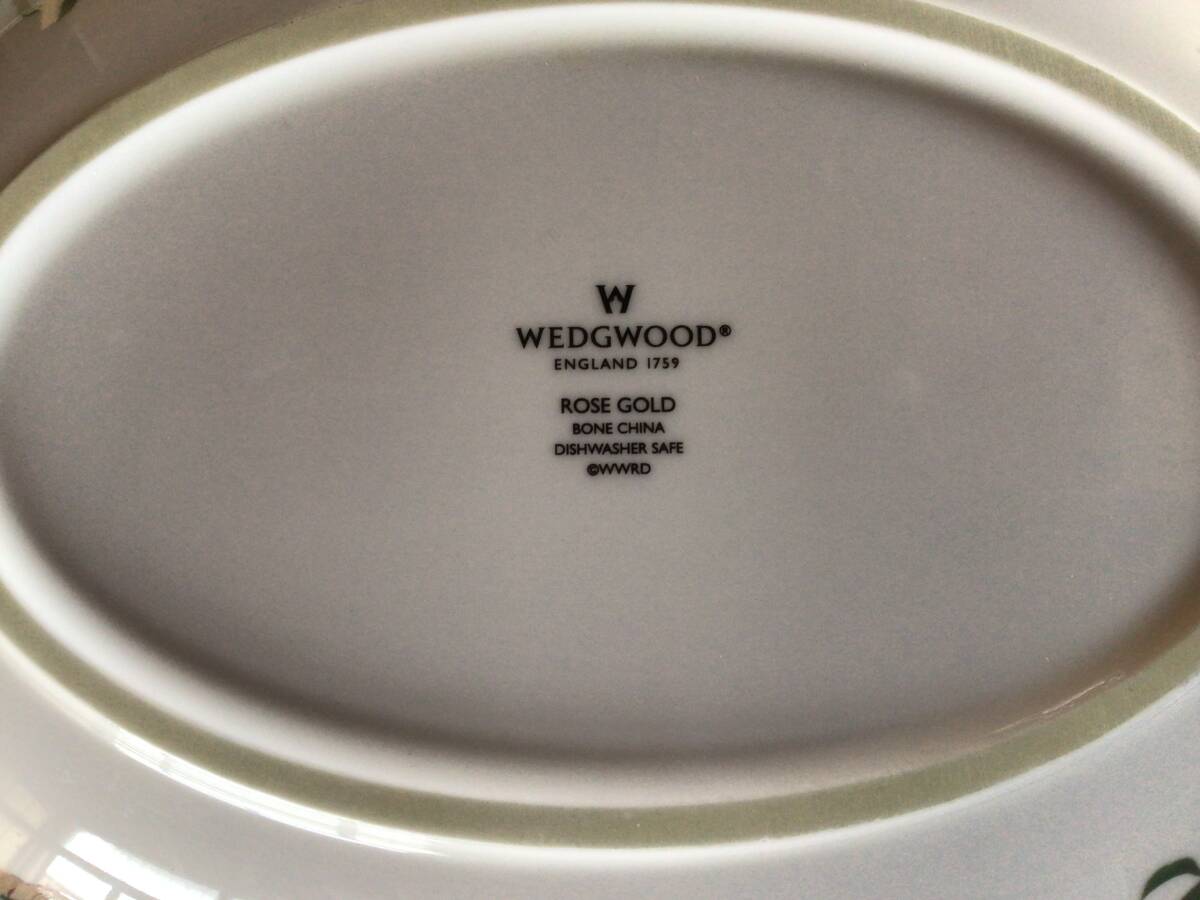 W
WEDGWOOD®
ENGLAND 1759
ROSE GOLD
BONE CHINA
DISHWASHER SAFE
©WWRD